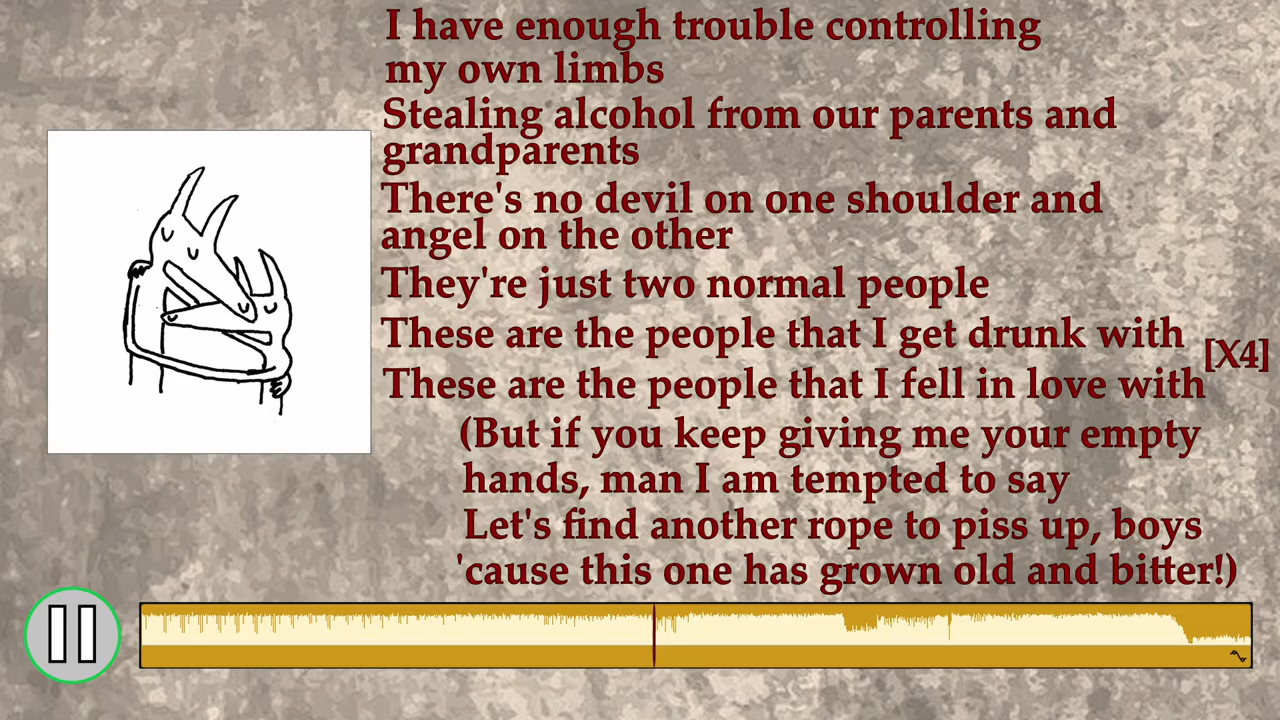 I have enough trouble controlling
my own limbs
Stealing alcohol from our parents and
grandparents
There's no devil on one shoulder and
angel on the other
They're just two normal people
These are the people that I get drunk with
[X4]
These are the people that I fell in love with
(But if you keep giving me your empty
hands, man I am tempted to say
Let's find another rope to piss up, boys
'cause this one has grown old and bitter!)